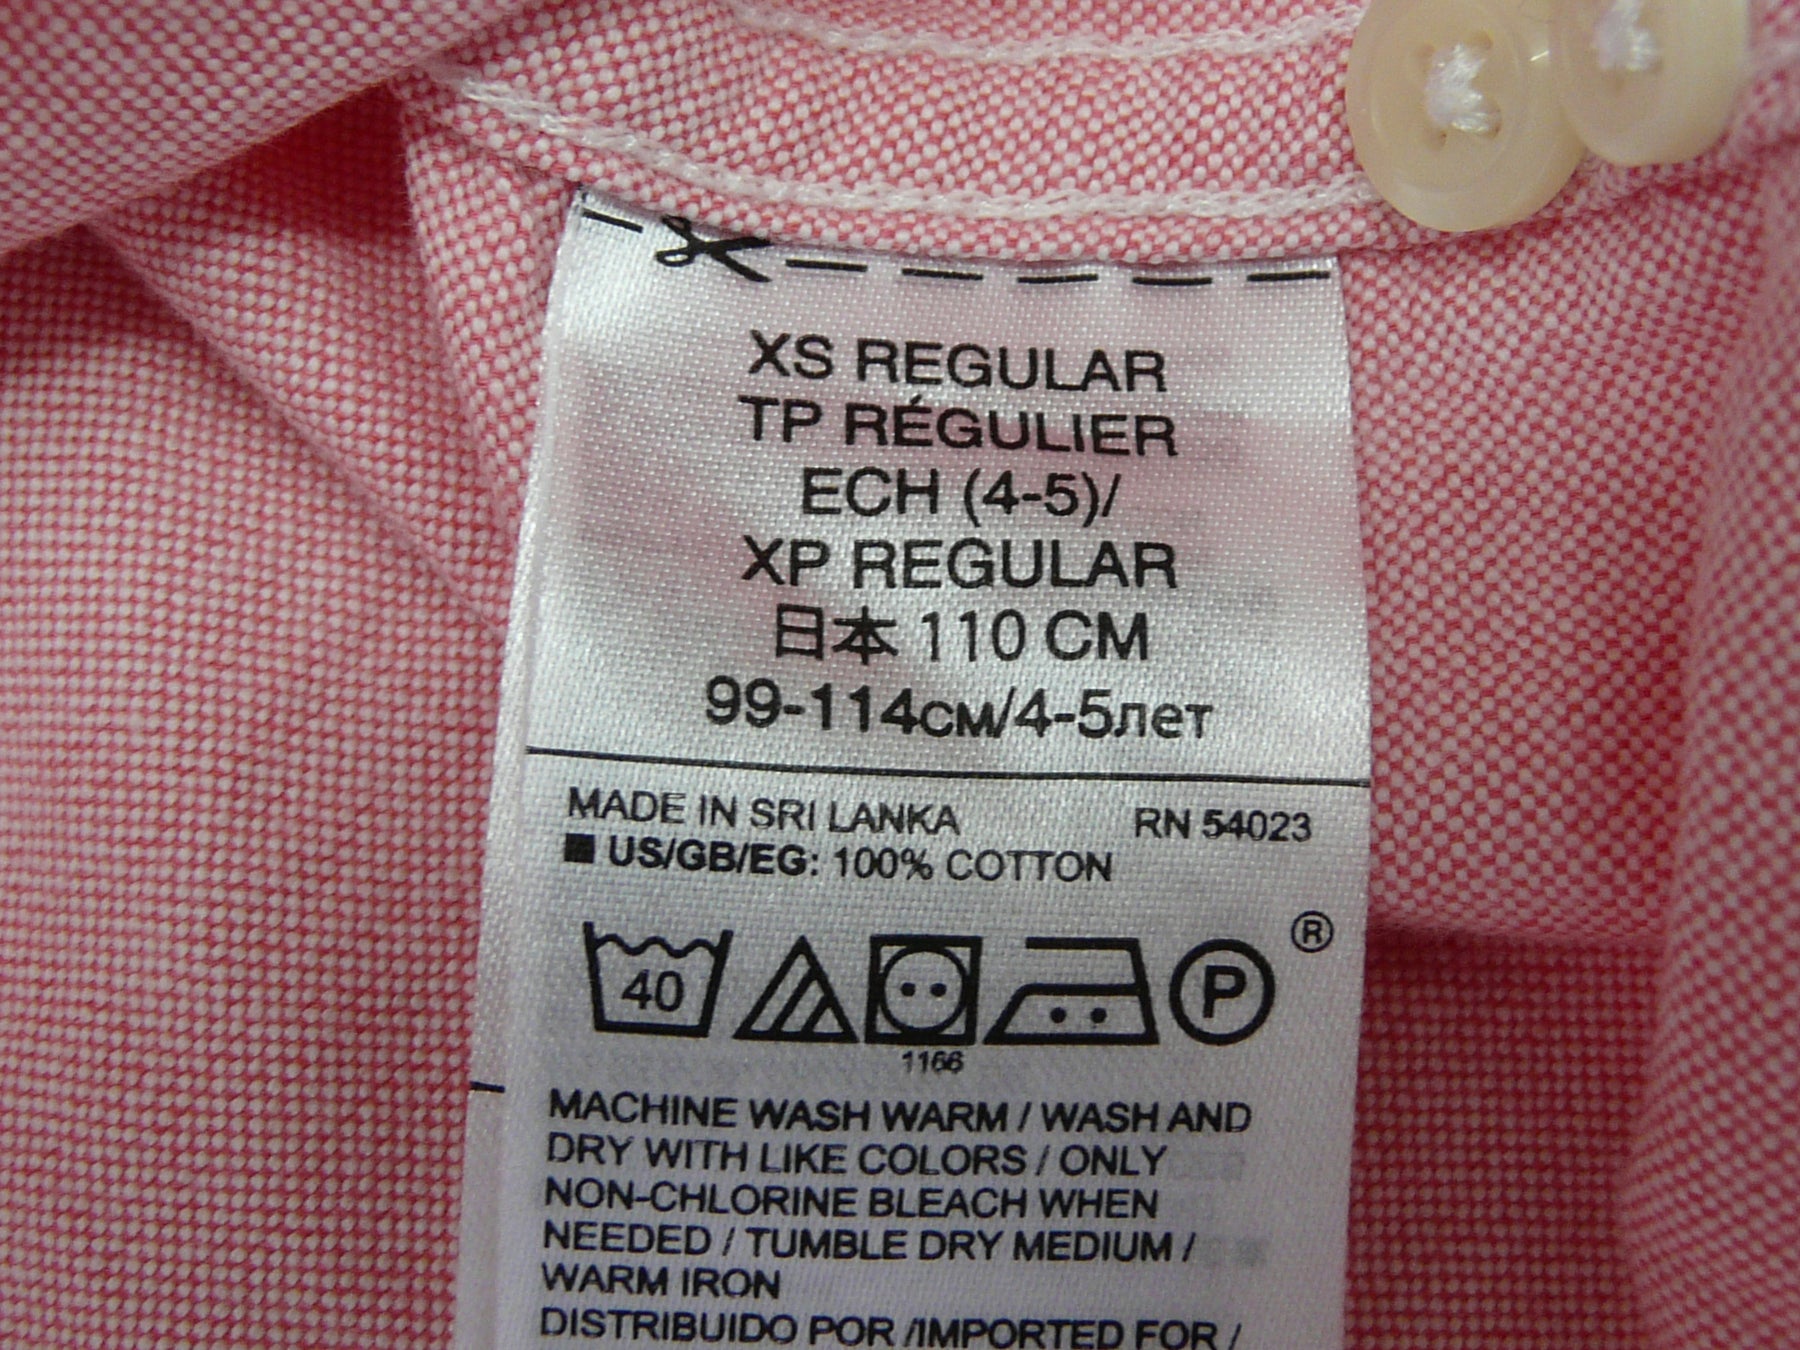 XS REGULAR
TP RÉGULIER
ECH (4-5)/
XP REGULAR
日本 110 CM
99-114см/4-5лет
MADE IN SRI LANKA RN 54023
US/GB/EG: 100% COTTON
®
40 P
1166
MACHINE WASH WARM / WASH AND
DRY WITH LIKE COLORS / ONLY
NON-CHLORINE BLEACH WHEN
NEEDED / TUMBLE DRY MEDIUM /
WARM IRON
DISTRIBUIDO POR /IMPORTED FOR /